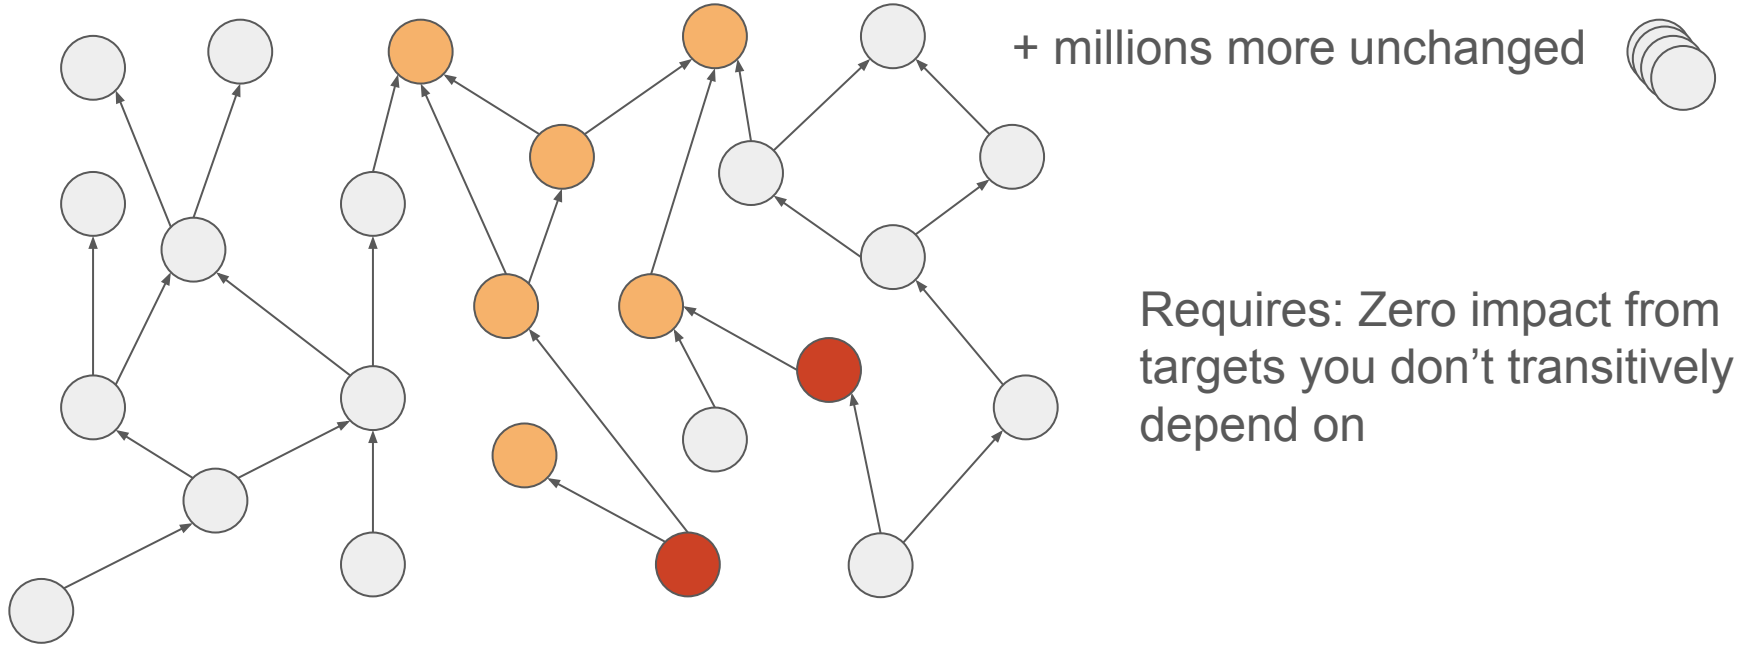 + millions more unchanged
Requires: Zero impact from
targets you don’t transitively
depend on